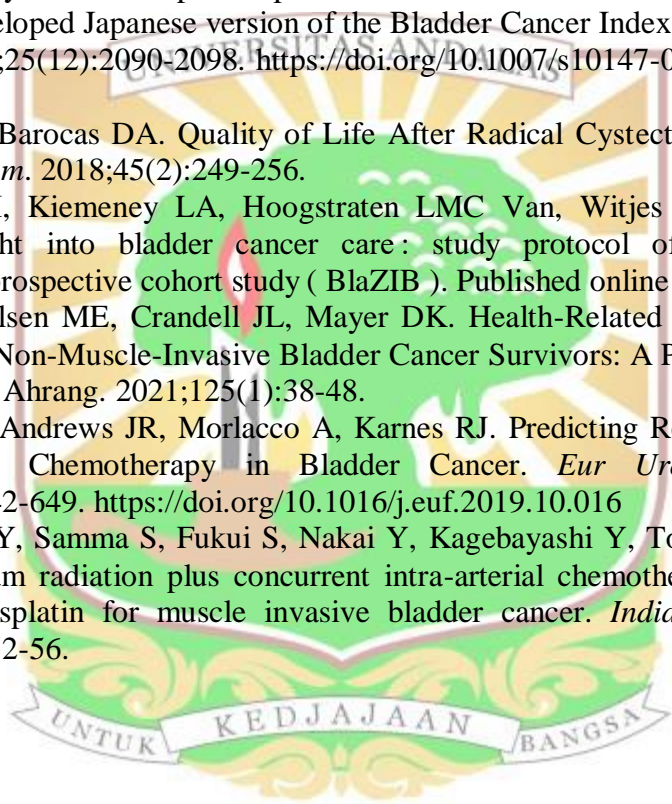 eloped Japanese version of the Bladder Cancer Index
;25(12):2090-2098. https://doi.org/10.1007/s10147-0
UNIVERSITAS ANDALAS
Barocas DA. Quality of Life After Radical Cystect
m. 2018;45(2):249-256.
, Kiemeney LA, Hoogstraten LMC Van, Witjes
ht into bladder cancer care : study protocol of
prospective cohort study ( BlaZIB ). Published online
lsen ME, Crandell JL, Mayer DK. Health-Related
Non-Muscle-Invasive Bladder Cancer Survivors: A P
Ahrang. 2021;125(1):38-48.
Andrews JR, Morlacco A, Karnes RJ. Predicting Re
Chemotherapy in Bladder Cancer. Eur Ur
2-649. https://doi.org/10.1016/j.euf.2019.10.016
Y, Samma S, Fukui S, Nakai Y, Kagebayashi Y, To
um radiation plus concurrent intra-arterial chemothe
splatin for muscle invasive bladder cancer. India
2-56.
UNTUK KEDJAJAAN BANGSA